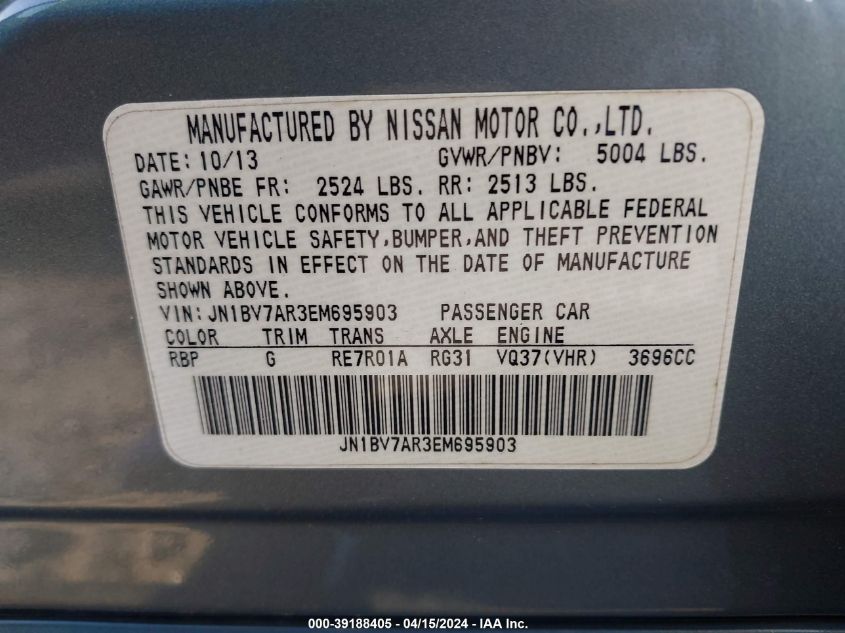 MANUFACTURED BY NISSAN MOTOR CO.,LTD.
DATE: 10/13 GVWR/PNBV: 5004 LBS.
GAWR/PNBE FR: 2524 LBS. RR: 2513 LBS.
THIS VEHICLE CONFORMS TO ALL APPLICABLE FEDERAL
MOTOR VEHICLE SAFETY,BUMPER,AND THEFT PREVENTION
STANDARDS IN EFFECT ON THE DATE OF MANUFACTURE
SHOWN ABOVE.
VIN: JN1BV7AR3EM695903 PASSENGER CAR
COLOR TRIM TRANS AXLE ENGINE
RBP G RE7R01A RG31 VQ37(VHR) 3696CC
JN1BV7AR3EM695903
000-39188405 - 04/15/2024 - IAA Inc.